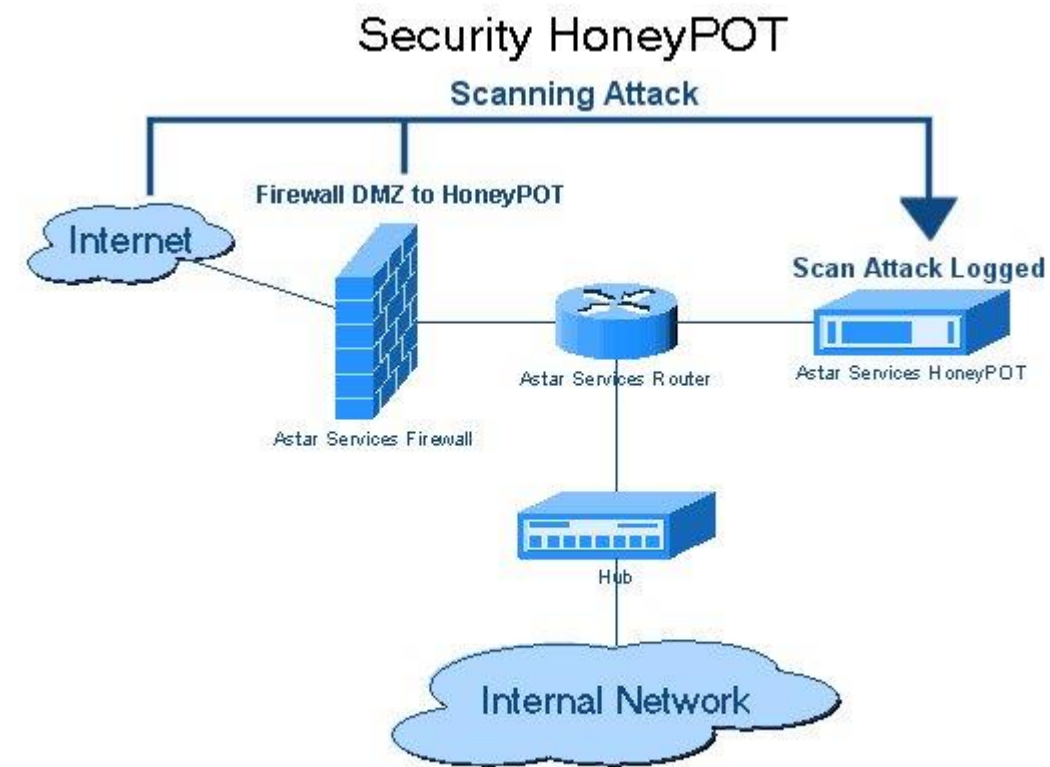 Security HoneyPOT
Scanning Attack
Firewall DMZ to HoneyPOT
Internet
Scan Attack Logged
Astar Services Router
Astar Services HoneyPOT
Astar Services Firewall
Hub
Internal Network